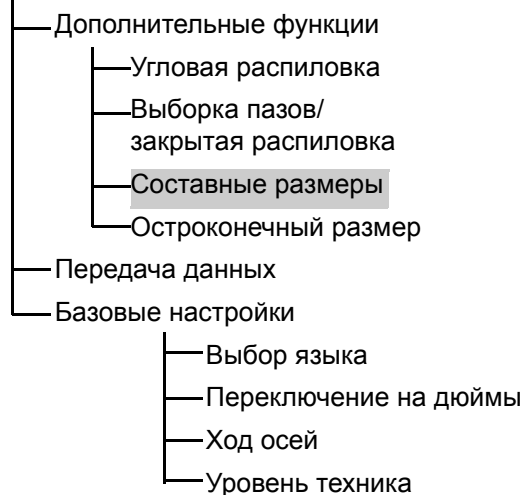 Дополнительные функции
Угловая распиловка
Выборка пазов/
закрытая распиловка
Составные размеры
Остроконечный размер
Передача данных
Базовые настройки
Выбор языка
Переключение на дюймы
Ход осей
Уровень техника